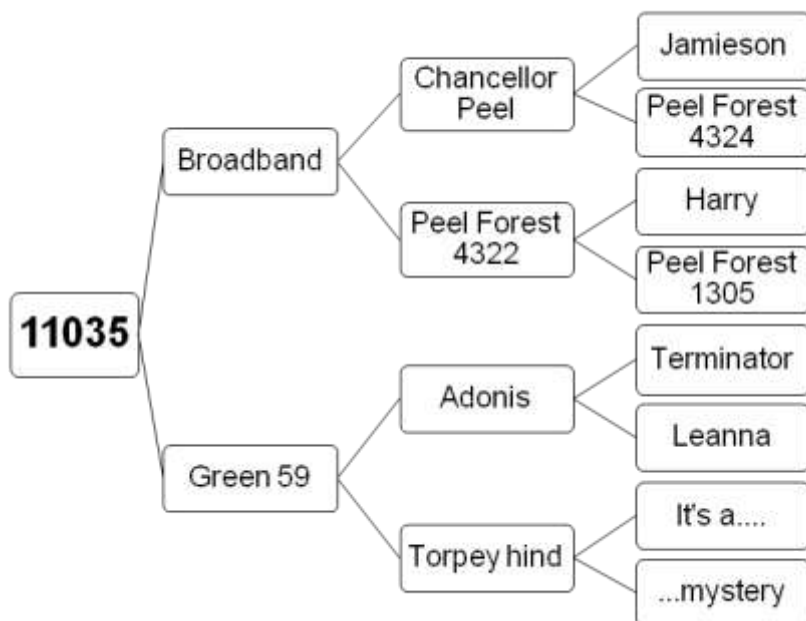 11035
Broadband
Green 59
Chancellor
Peel
Peel Forest
4322
Adonis
Torpey hind
Jamieson
Peel Forest
4324
Harry
Peel Forest
1305
Terminator
Leanna
It's a....
...mystery